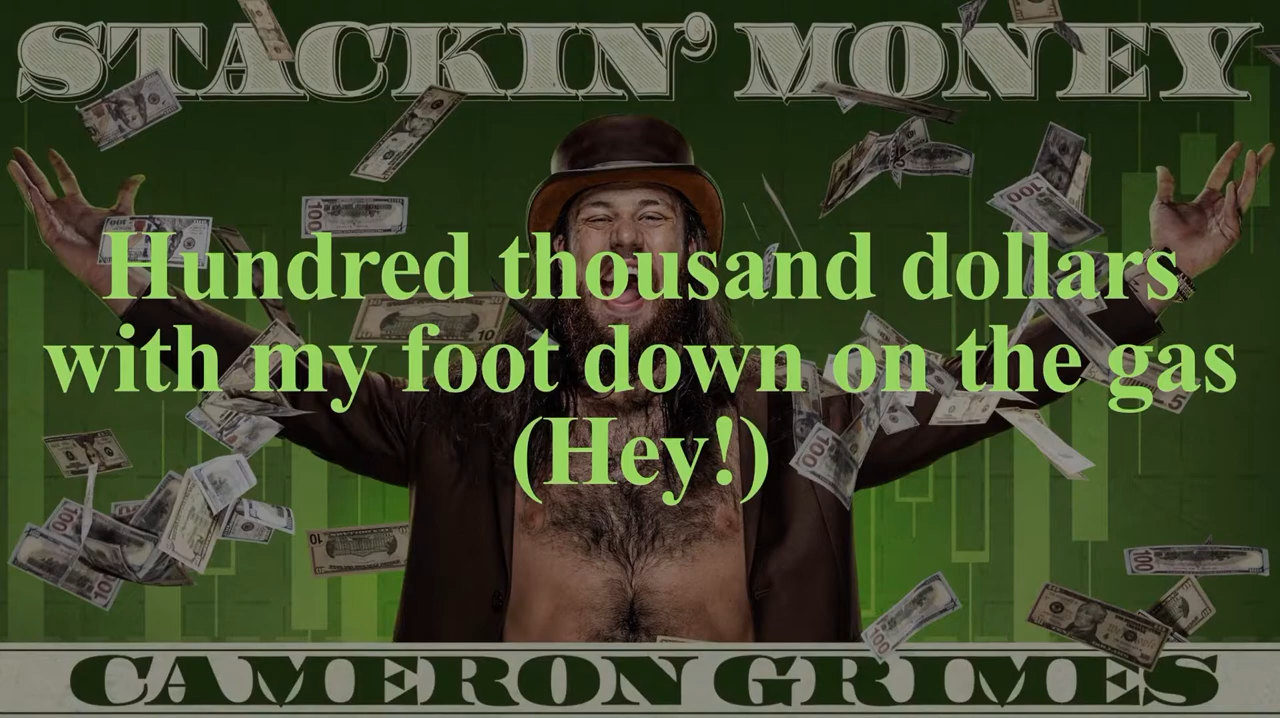 STACKIN' MONEY
Hundred thousand dollars
with my foot down on the gas
(Hey!)
CAMERON GRIMES